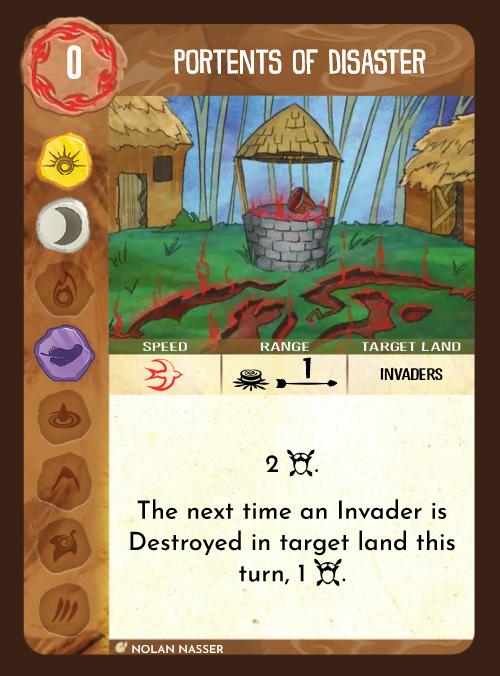 0
PORTENTS OF DISASTER
SPEED RANGE TARGET LAND
1 INVADERS
2 .
The next time an Invader is
Destroyed in target land this
turn, 1 .
NOLAN NASSER